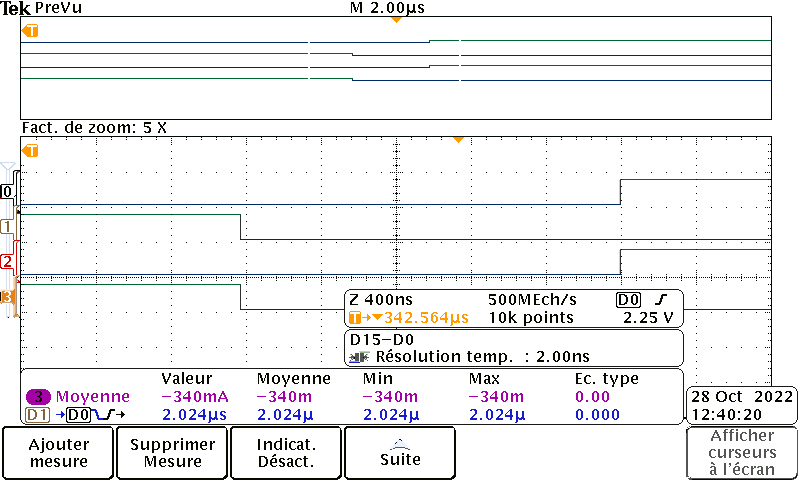 Tek PreVu M 2.00µs
T
Fact. de zoom: 5 X
T
0
1
2
3
Z 400ns 500MEch/s D0
T→▼342.564µs 10k points 2.25 V
D15−D0
Résolution temp. : 2.00ns
Valeur Moyenne Min Max Ec. type
3 Moyenne −340mA −340m −340m −340m 0.00
D1 →D0 → 2.024µs 2.024µ 2.024µ 2.024µ 0.000
28 Oct 2022
12:40:20
Ajouter
mesure
Supprimer
Mesure
Indicat.
Désact.
Suite
Afficher
curseurs
à l'écran